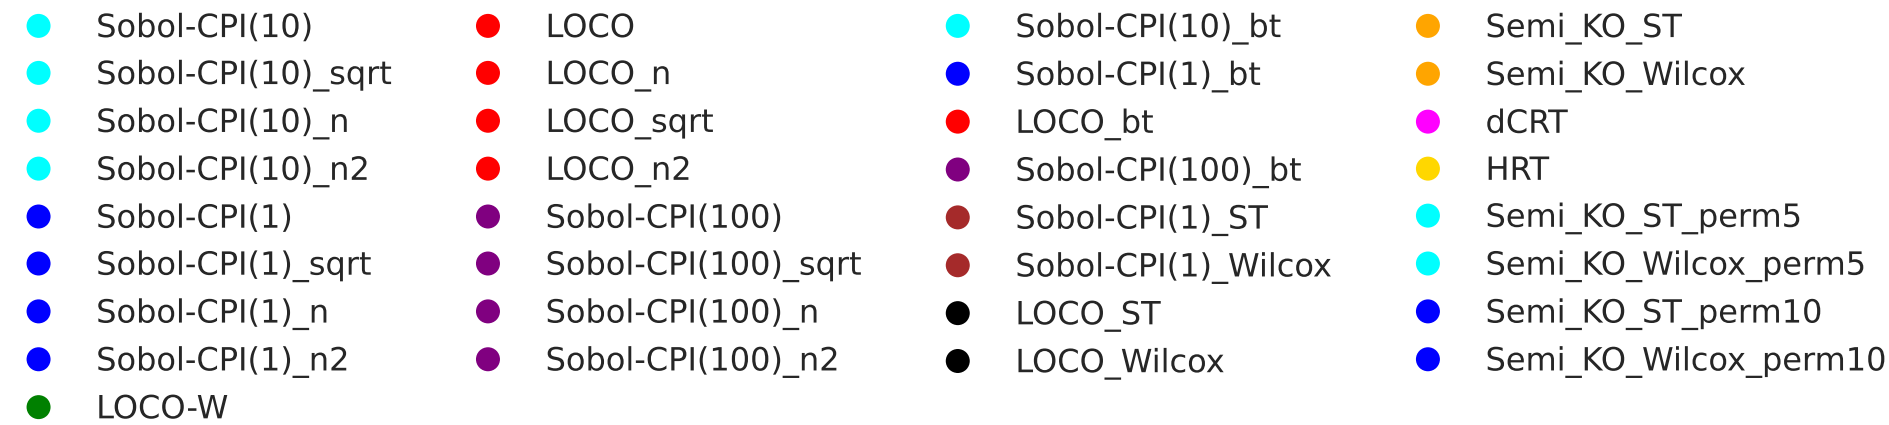 Sobol-CPI(10)
Sobol-CPI(10)_sqrt
Sobol-CPI(10)_n
Sobol-CPI(10)_n2
Sobol-CPI(1)
Sobol-CPI(1)_sqrt
Sobol-CPI(1)_n
Sobol-CPI(1)_n2
LOCO-W
LOCO
LOCO_n
LOCO_sqrt
LOCO_n2
Sobol-CPI(100)
Sobol-CPI(100)_sqrt
Sobol-CPI(100)_n
Sobol-CPI(100)_n2
Sobol-CPI(10)_bt
Sobol-CPI(1)_bt
LOCO_bt
Sobol-CPI(100)_bt
Sobol-CPI(1)_ST
Sobol-CPI(1)_Wilcox
LOCO_ST
LOCO_Wilcox
Semi_KO_ST
Semi_KO_Wilcox
dCRT
HRT
Semi_KO_ST_perm5
Semi_KO_Wilcox_perm5
Semi_KO_ST_perm10
Semi_KO_Wilcox_perm10